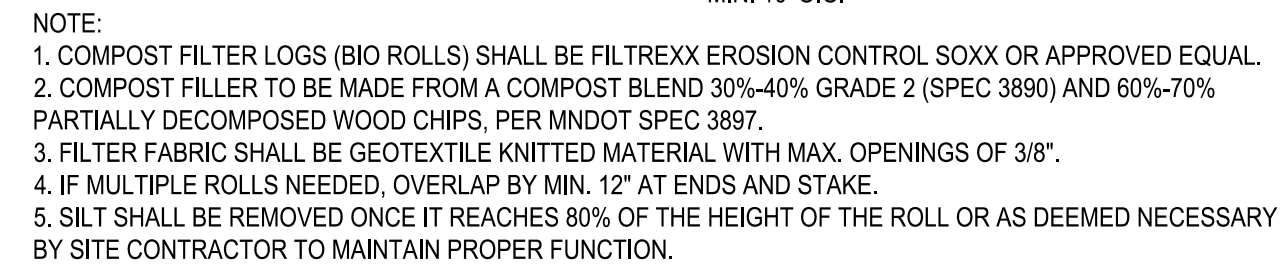 NOTE:
1. COMPOST FILTER LOGS (BIO ROLLS) SHALL BE FILTREXX EROSION CONTROL SOXX OR APPROVED EQUAL.
2. COMPOST FILLER TO BE MADE FROM A COMPOST BLEND 30%-40% GRADE 2 (SPEC 3890) AND 60%-70%
PARTIALLY DECOMPOSED WOOD CHIPS, PER MNDOT SPEC 3897.
3. FILTER FABRIC SHALL BE GEOTEXTILE KNITTED MATERIAL WITH MAX. OPENINGS OF 3/8".
4. IF MULTIPLE ROLLS NEEDED, OVERLAP BY MIN. 12" AT ENDS AND STAKE.
5. SILT SHALL BE REMOVED ONCE IT REACHES 80% OF THE HEIGHT OF THE ROLL OR AS DEEMED NECESSARY
BY SITE CONTRACTOR TO MAINTAIN PROPER FUNCTION.